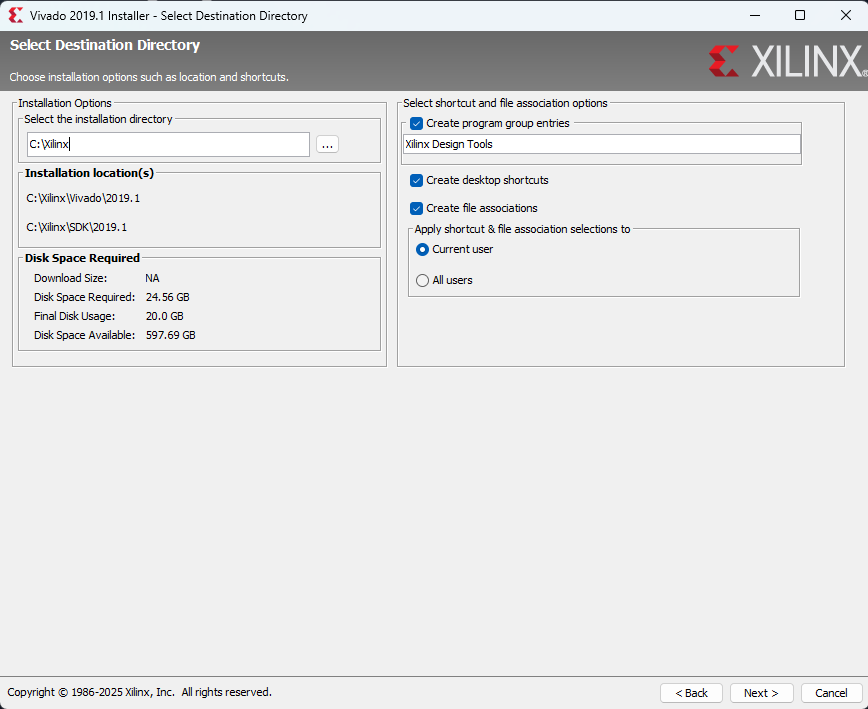 Vivado 2019.1 Installer - Select Destination Directory
Select Destination Directory
Choose installation options such as location and shortcuts.
XILINX®
Installation Options
Select the installation directory
C:\Xilinx
...
Installation location(s)
C:\Xilinx\Vivado\2019.1
C:\Xilinx\SDK\2019.1
Disk Space Required
Download Size: NA
Disk Space Required: 24.56 GB
Final Disk Usage: 20.0 GB
Disk Space Available: 597.69 GB
Select shortcut and file association options
Create program group entries
Xilinx Design Tools
Create desktop shortcuts
Create file associations
Apply shortcut & file association selections to
Current user
All users
Copyright © 1986-2025 Xilinx, Inc. All rights reserved.
< Back
Next >
Cancel